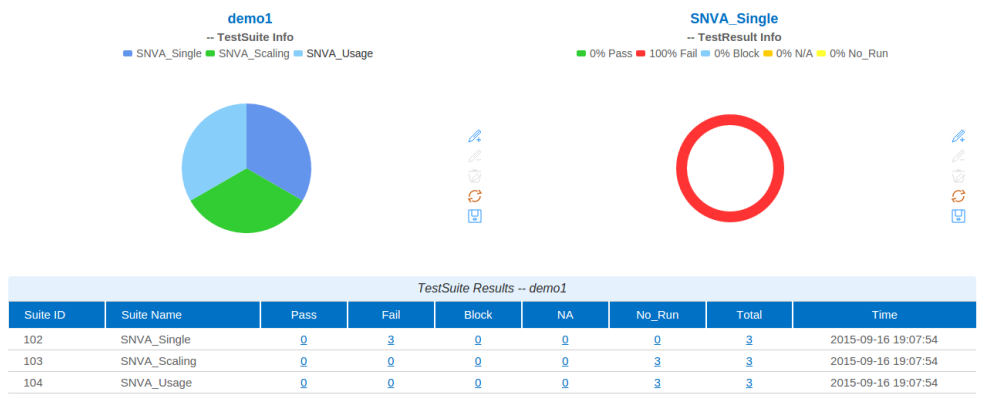 demo1
-- TestSuite Info
SNVA_Single SNVA_Scaling SNVA_Usage
SNVA_Single
-- TestResult Info
0% Pass 100% Fail 0% Block 0% N/A 0% No_Run
TestSuite Results -- demo1
Suite ID Suite Name Pass Fail Block NA No_Run Total Time
102 SNVA_Single 0 3 0 0 0 3 2015-09-16 19:07:54
103 SNVA_Scaling 0 0 0 0 3 3 2015-09-16 19:07:54
104 SNVA_Usage 0 0 0 0 3 3 2015-09-16 19:07:54